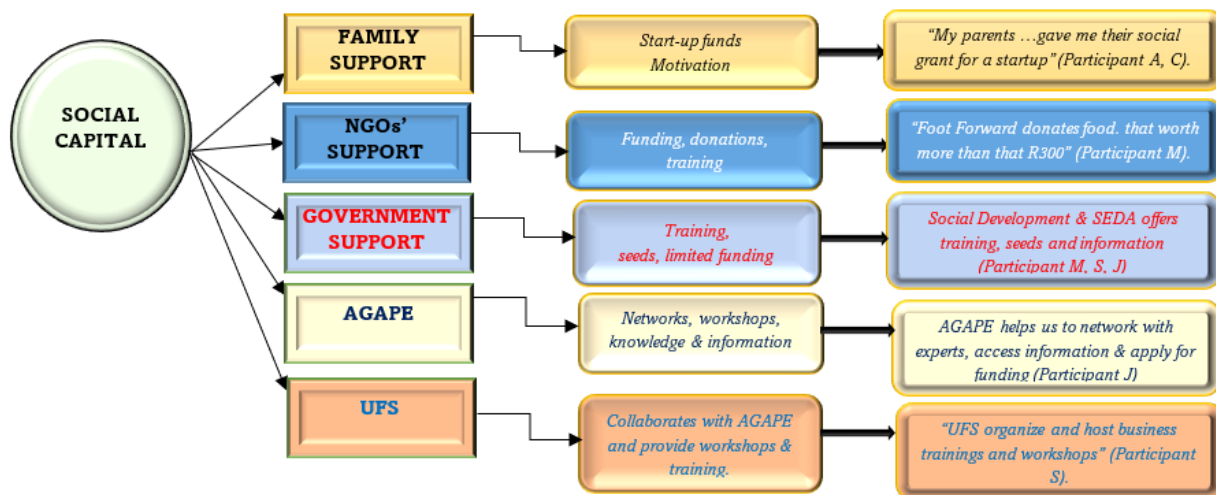 SOCIAL
CAPITAL
FAMILY
SUPPORT
Start-up funds
Motivation
“My parents …gave me their social
grant for a startup” (Participant A, C).
NGOs’
SUPPORT
Funding, donations,
training
“Foot Forward donates food. that worth
more than that R300” (Participant M).
GOVERNMENT
SUPPORT
Training,
seeds, limited funding
Social Development & SEDA offers
training, seeds and information
(Participant M, S, J)
AGAPE
Networks, workshops,
knowledge & information
AGAPE helps us to network with
experts, access information & apply for
funding (Participant J)
UFS
Collaborates with AGAPE
and provide workshops &
training.
“UFS organize and host business
trainings and workshops” (Participant
S).